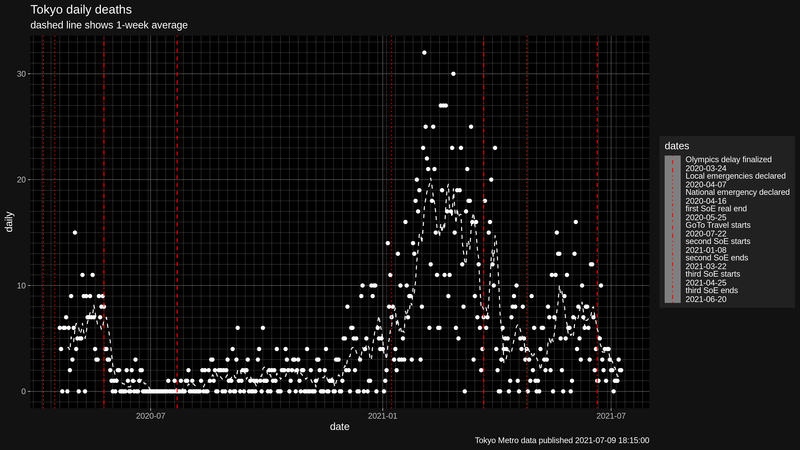 Tokyo daily deaths
dashed line shows 1-week average
daily
30
20
10
0
2020-07
2021-01
2021-07
date
Tokyo Metro data published 2021-07-09 18:15:00
dates
Olympics delay finalized
2020-03-24
Local emergencies declared
2020-04-07
National emergency declared
2020-04-16
first SoE real end
2020-05-25
GoTo Travel starts
2020-07-22
second SoE starts
2021-01-08
second SoE ends
2021-03-22
third SoE starts
2021-04-25
third SoE ends
2021-06-20